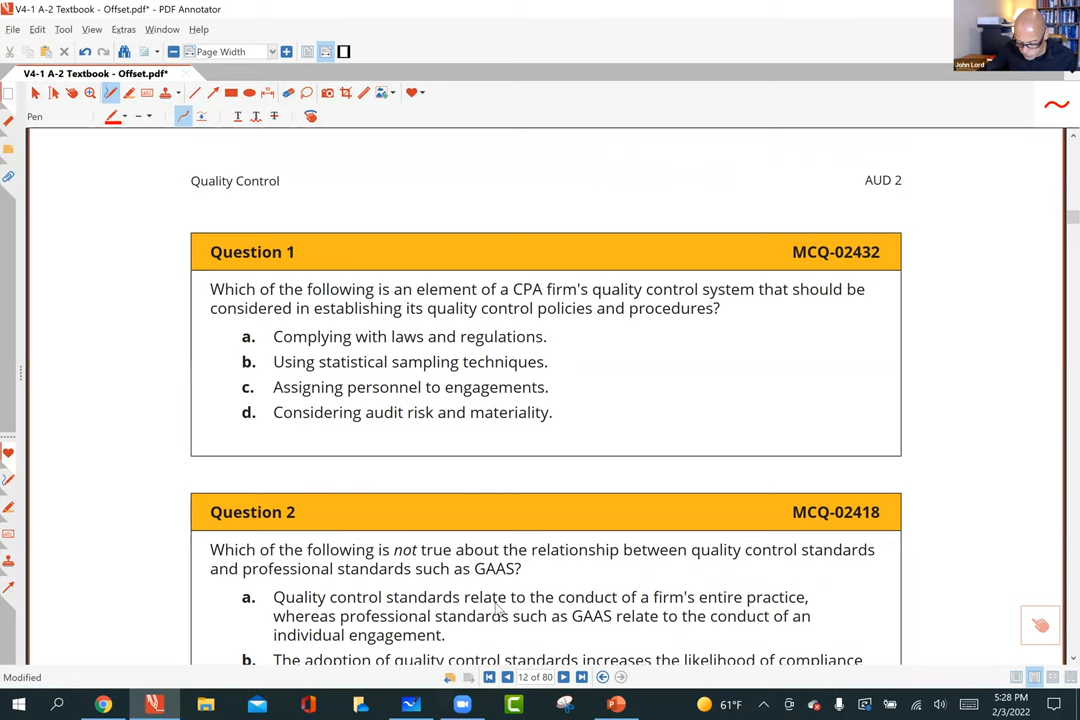 V4-1 A-2 Textbook - Offset.pdf* - PDF Annotator
File Edit Tool View Extras Window Help
Page Width
V4-1 A-2 Textbook - Offset.pdf*
Pen
John Lord
Quality Control
AUD 2
Question 1
MCQ-02432
Which of the following is an element of a CPA firm's quality control system that should be
considered in establishing its quality control policies and procedures?
a. Complying with laws and regulations.
b. Using statistical sampling techniques.
c. Assigning personnel to engagements.
d. Considering audit risk and materiality.
Question 2
MCQ-02418
Which of the following is not true about the relationship between quality control standards
and professional standards such as GAAS?
a. Quality control standards relate to the conduct of a firm's entire practice,
whereas professional standards such as GAAS relate to the conduct of an
individual engagement.
b. The adoption of quality control standards increases the likelihood of compliance
Modified
12 of 80
61°F
5:28 PM
2/3/2022